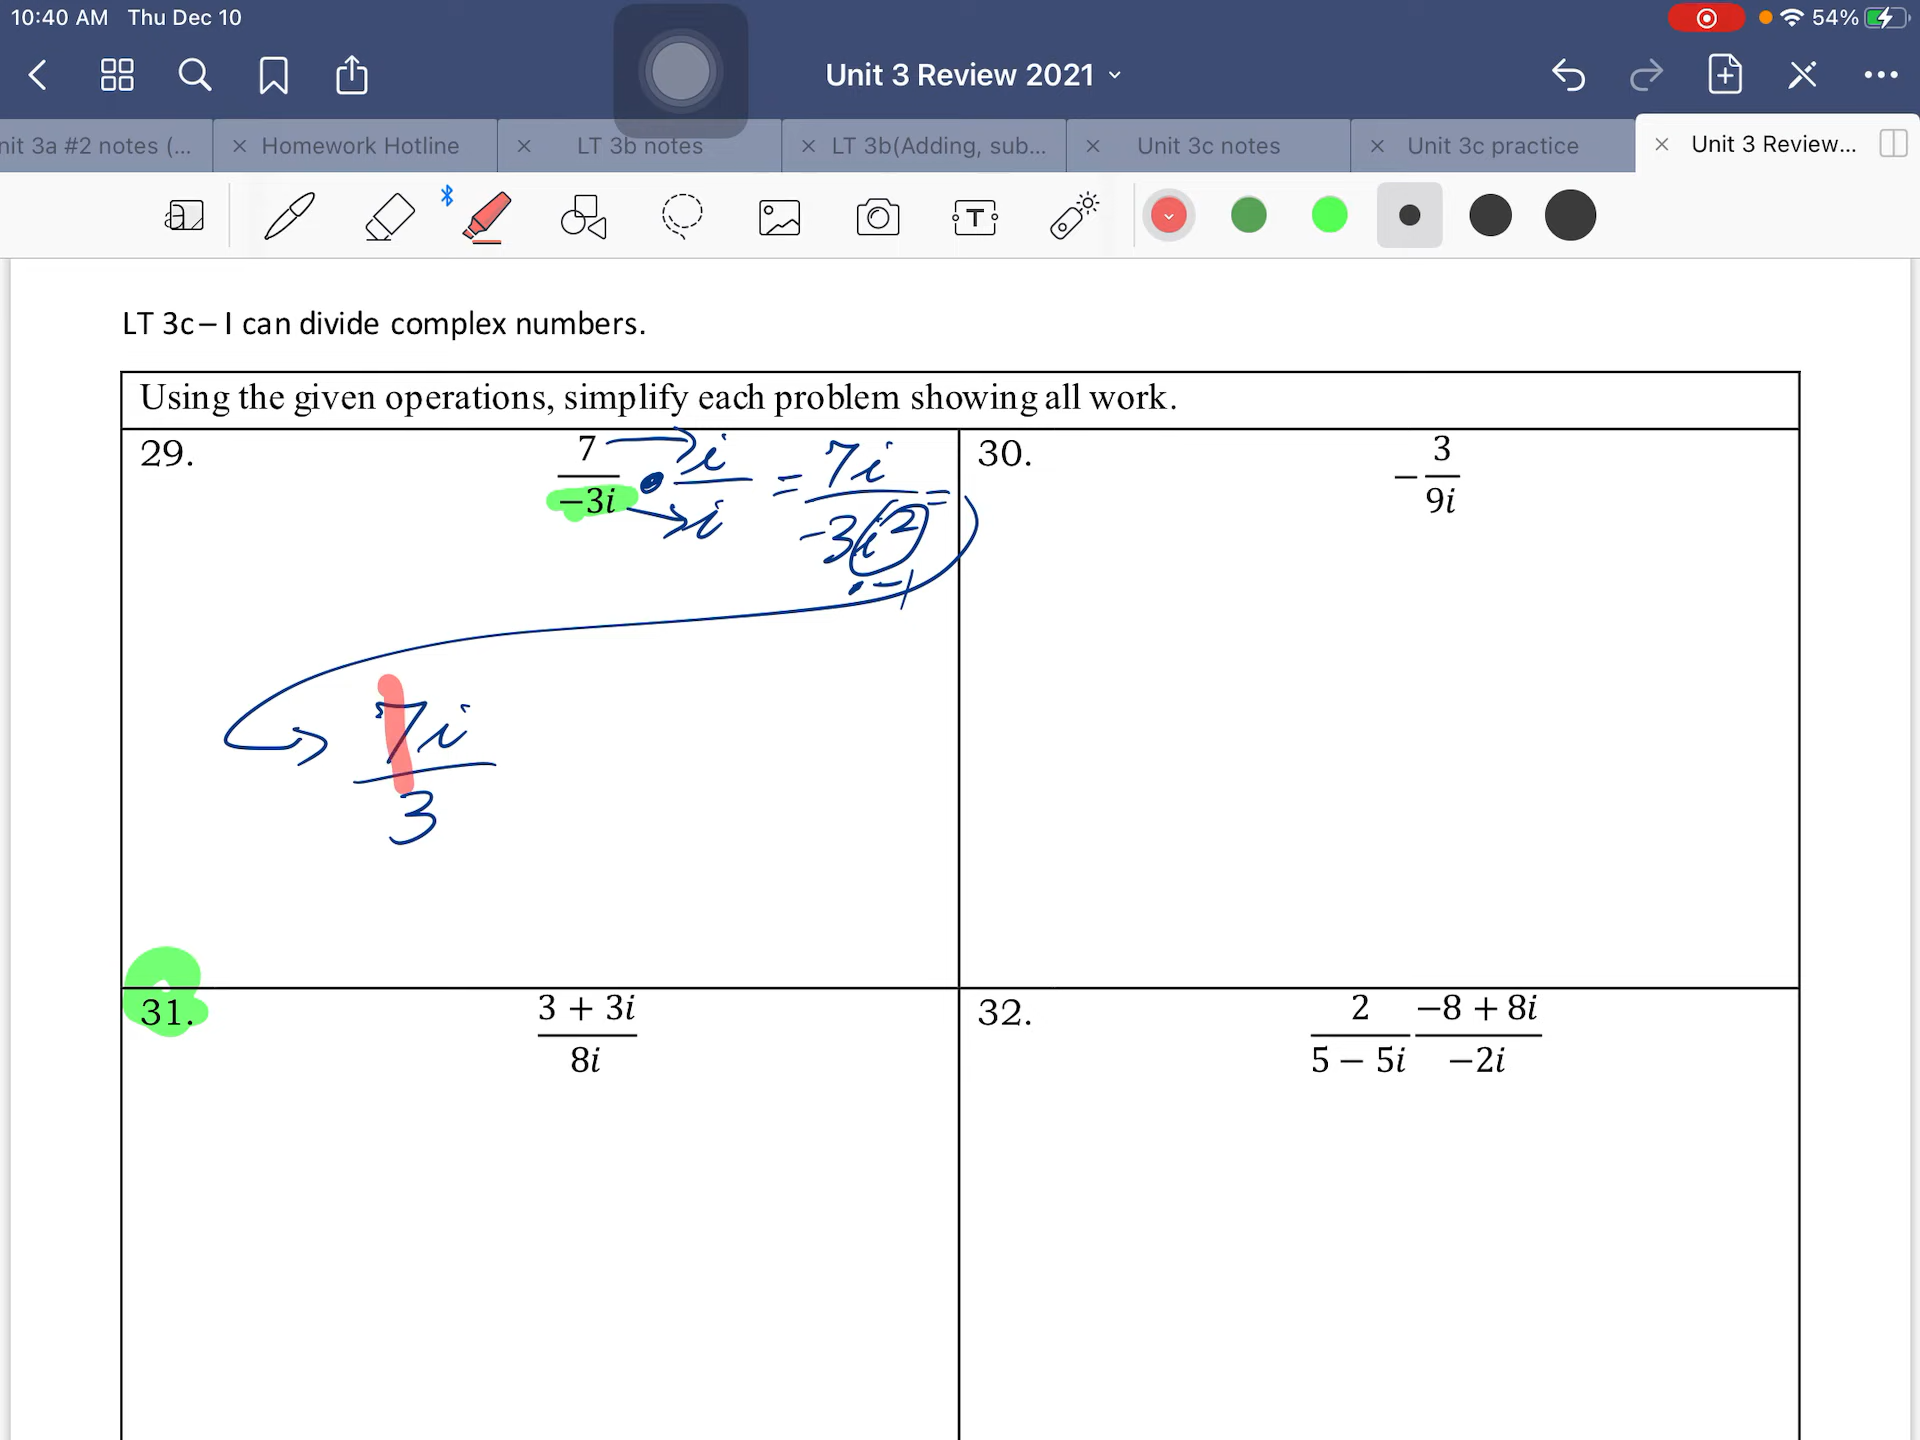 10:40 AM Thu Dec 10
54%
Unit 3 Review 2021
nit 3a #2 notes (...
Homework Hotline
LT 3b notes
LT 3b(Adding, sub...
Unit 3c notes
Unit 3c practice
Unit 3 Review...
a
T
LT 3c – I can divide complex numbers.
Using the given operations, simplify each problem showing all work.
29.
7/−3i • i/i = 7i/−3i² =
• −1
7i/3
30.
−3/9i
31.
3 + 3i/8i
32.
2/5 − 5i −8 + 8i/−2i